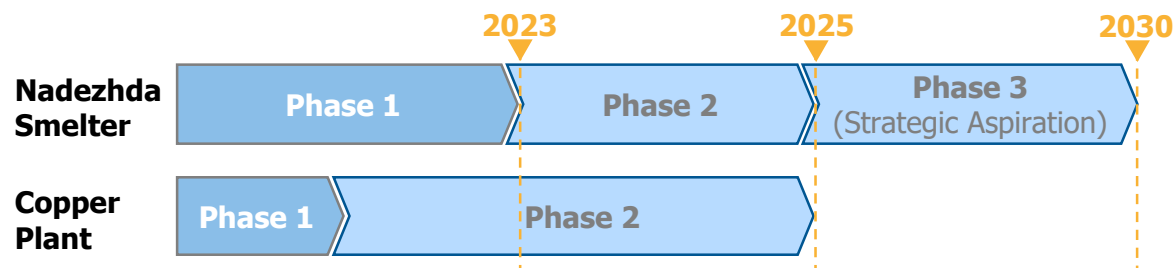 2023
2025
2030
Nadezhda
Smelter
Phase 1
Phase 2
Phase 3
(Strategic Aspiration)
Copper
Plant
Phase 1
Phase 2